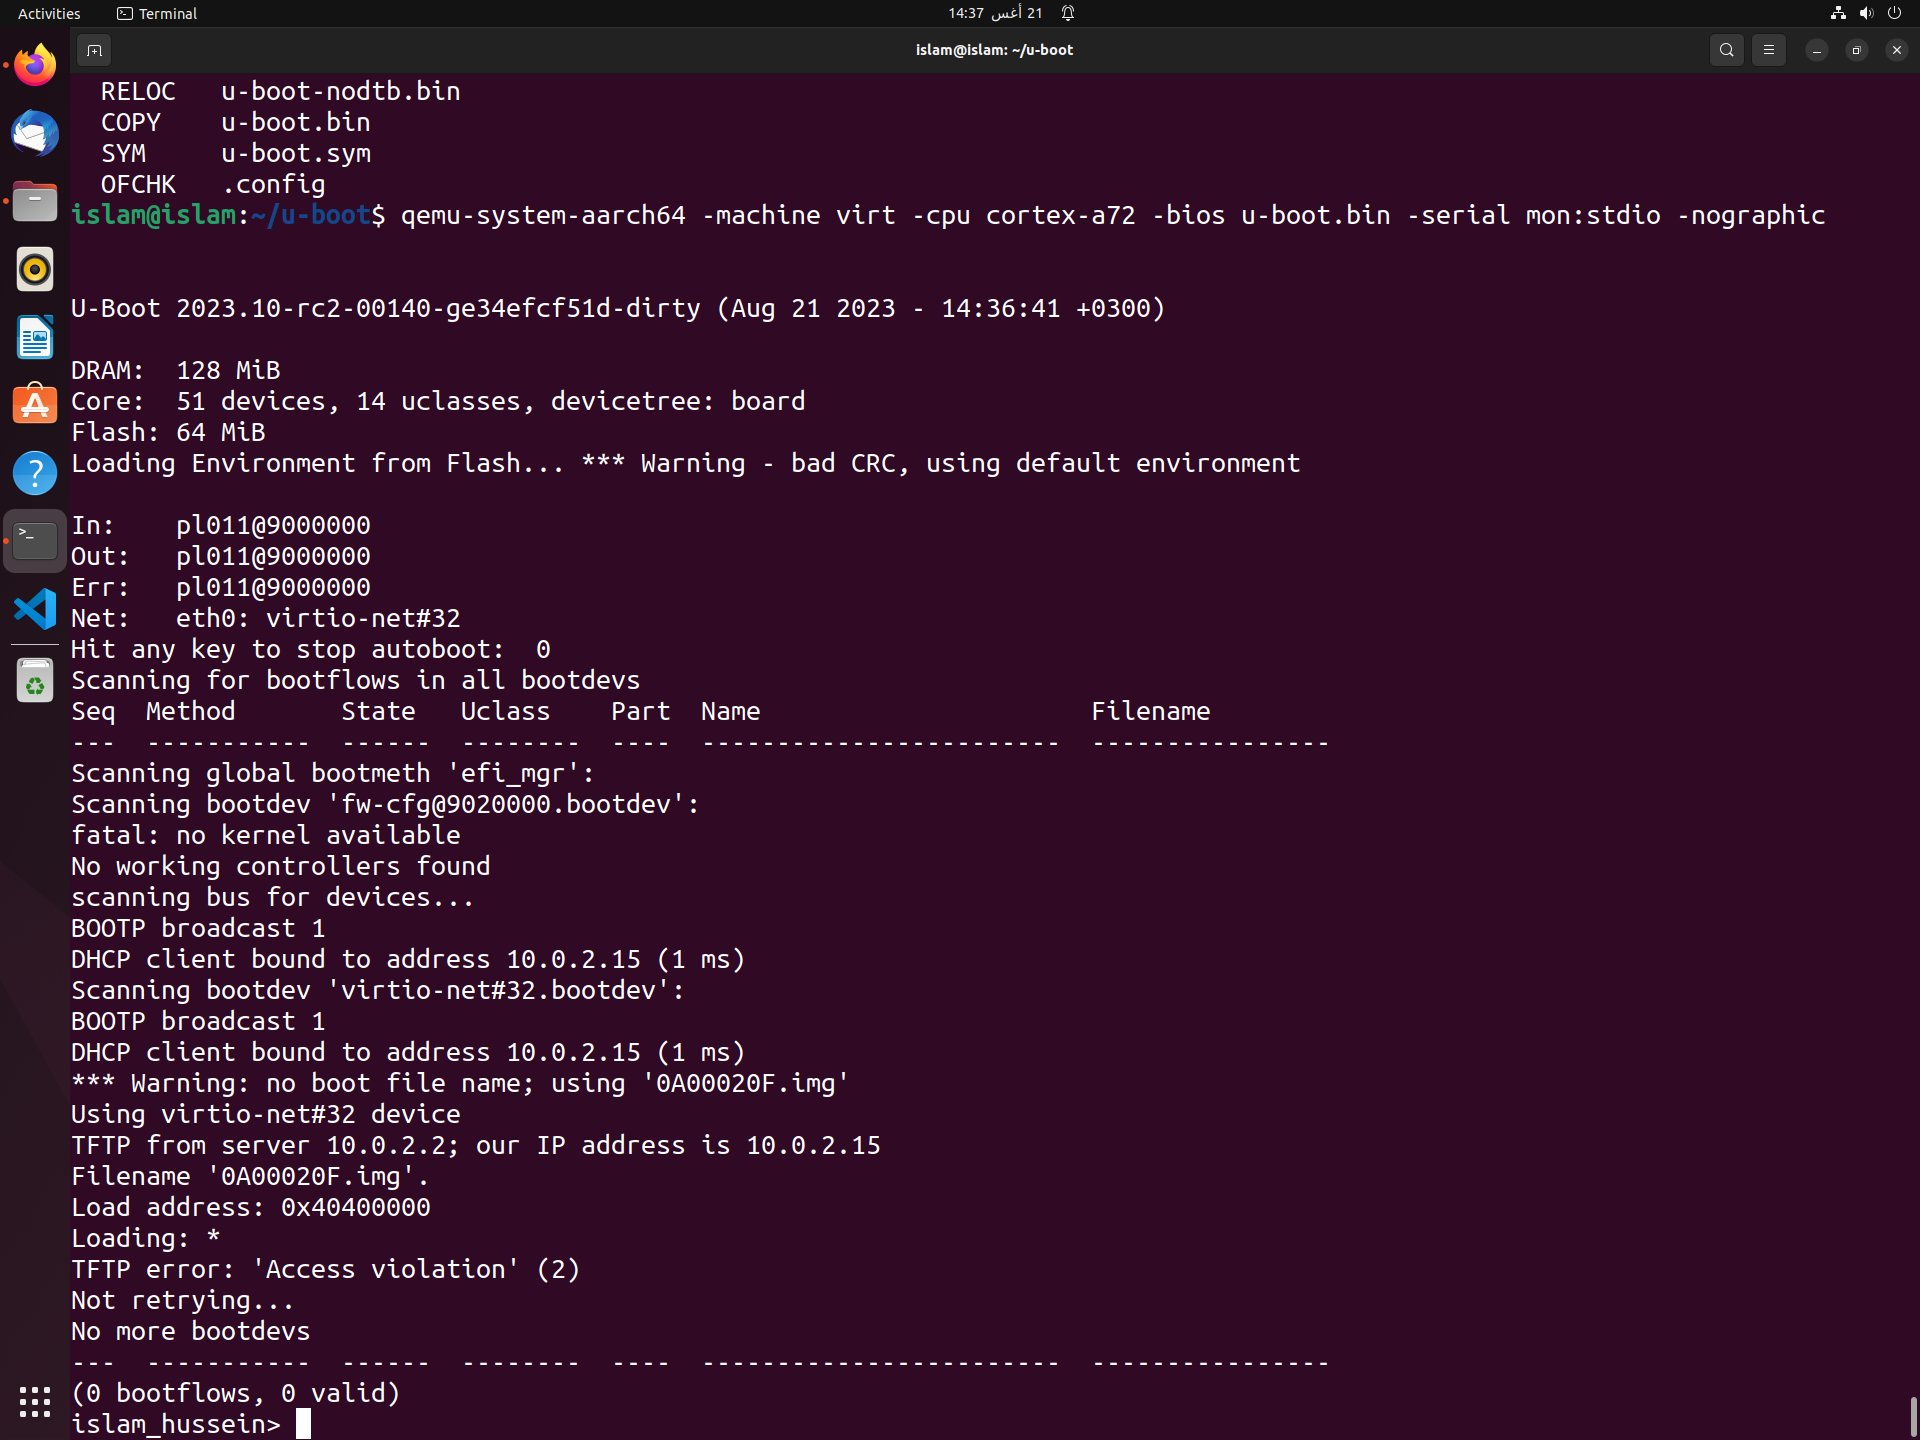 Activities Terminal 21 أغس 14:37
islam@islam: ~/u-boot
RELOC u-boot-nodtb.bin
COPY u-boot.bin
SYM u-boot.sym
OFCHK .config
islam@islam:~/u-boot$ qemu-system-aarch64 -machine virt -cpu cortex-a72 -bios u-boot.bin -serial mon:stdio -nographic
U-Boot 2023.10-rc2-00140-ge34efcf51d-dirty (Aug 21 2023 - 14:36:41 +0300)
DRAM: 128 MiB
Core: 51 devices, 14 uclasses, devicetree: board
Flash: 64 MiB
Loading Environment from Flash... *** Warning - bad CRC, using default environment
In: pl011@9000000
Out: pl011@9000000
Err: pl011@9000000
Net: eth0: virtio-net#32
Hit any key to stop autoboot: 0
Scanning for bootflows in all bootdevs
Seq Method State Uclass Part Name Filename
--- ----------- ------ -------- ---- ------------------------ ----------------
Scanning global bootmeth 'efi_mgr':
Scanning bootdev 'fw-cfg@9020000.bootdev':
fatal: no kernel available
No working controllers found
scanning bus for devices...
BOOTP broadcast 1
DHCP client bound to address 10.0.2.15 (1 ms)
Scanning bootdev 'virtio-net#32.bootdev':
BOOTP broadcast 1
DHCP client bound to address 10.0.2.15 (1 ms)
*** Warning: no boot file name; using '0A00020F.img'
Using virtio-net#32 device
TFTP from server 10.0.2.2; our IP address is 10.0.2.15
Filename '0A00020F.img'.
Load address: 0x40400000
Loading: *
TFTP error: 'Access violation' (2)
Not retrying...
No more bootdevs
--- ----------- ------ -------- ---- ------------------------ ----------------
(0 bootflows, 0 valid)
islam_hussein>